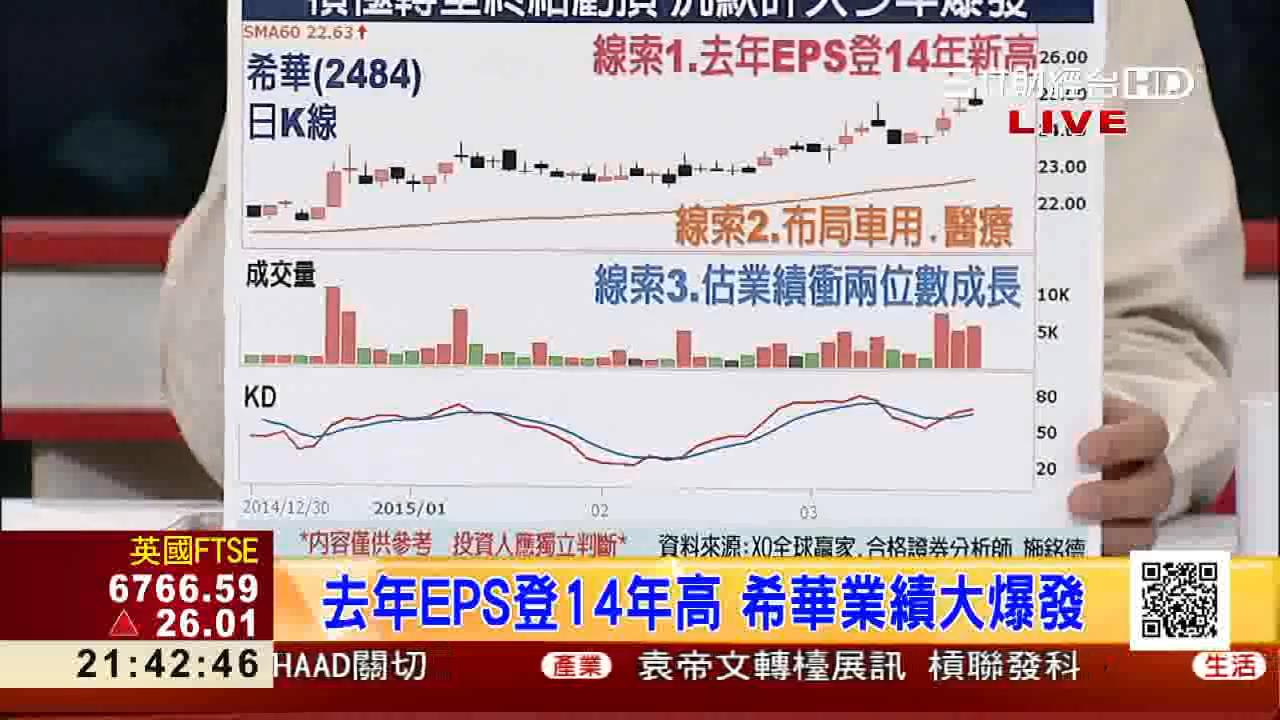 SMA60 22.63↑
希華(2484)
日K線
線索1.去年EPS登14年新高
26.00
三立財經台HD
LIVE
23.00
22.00
線索2.布局車用.醫療
成交量
線索3.估業績衝兩位數成長
10K
5K
KD
80
50
20
2014/12/30
2015/01
02
03
*內容僅供參考 投資人應獨立判斷*
資料來源:XQ全球贏家.合格證券分析師 施銘德
英國FTSE
6766.59
▲ 26.01
去年EPS登14年高 希華業績大爆發
21:42:46
HAAD關切
產業
袁帝文轉檯展訊 槓聯發科
生活